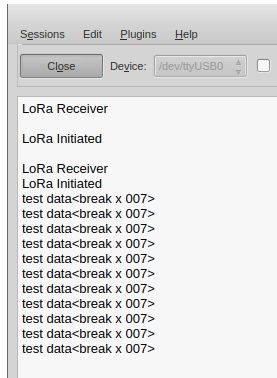 Sessions Edit Plugins Help
Close Device: /dev/ttyUSB0
LoRa Receiver
LoRa Initiated
LoRa Receiver
LoRa Initiated
test data<break x 007>
test data<break x 007>
test data<break x 007>
test data<break x 007>
test data<break x 007>
test data<break x 007>
test data<break x 007>
test data<break x 007>
test data<break x 007>
test data<break x 007>
test data<break x 007>